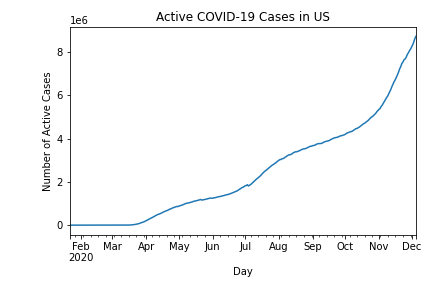 Active COVID-19 Cases in US
1e6
8
6
4
2
0
Number of Active Cases
Feb Mar Apr May Jun Jul Aug Sep Oct Nov Dec
2020
Day